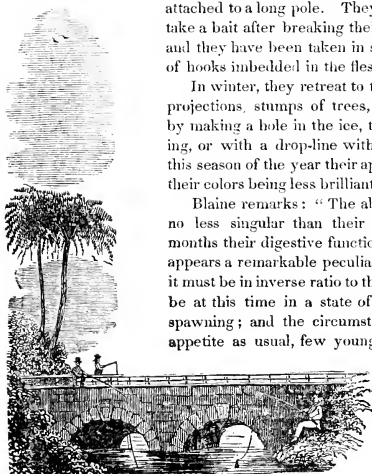 attached to a long pole. They
take a bait after breaking the
and they have been taken in s
of hooks imbedded in the fles
In winter, they retreat to t
projections, stumps of trees,
by making a hole in the ice, t
ing, or with a drop-line with
this season of the year their ap
their colors being less brilliant
Blaine remarks: “ The al
no less singular than their
months their digestive functio
appears a remarkable peculia
it must be in inverse ratio to th
be at this time in a state of
spawning; and the circumst
appetite as usual, few young